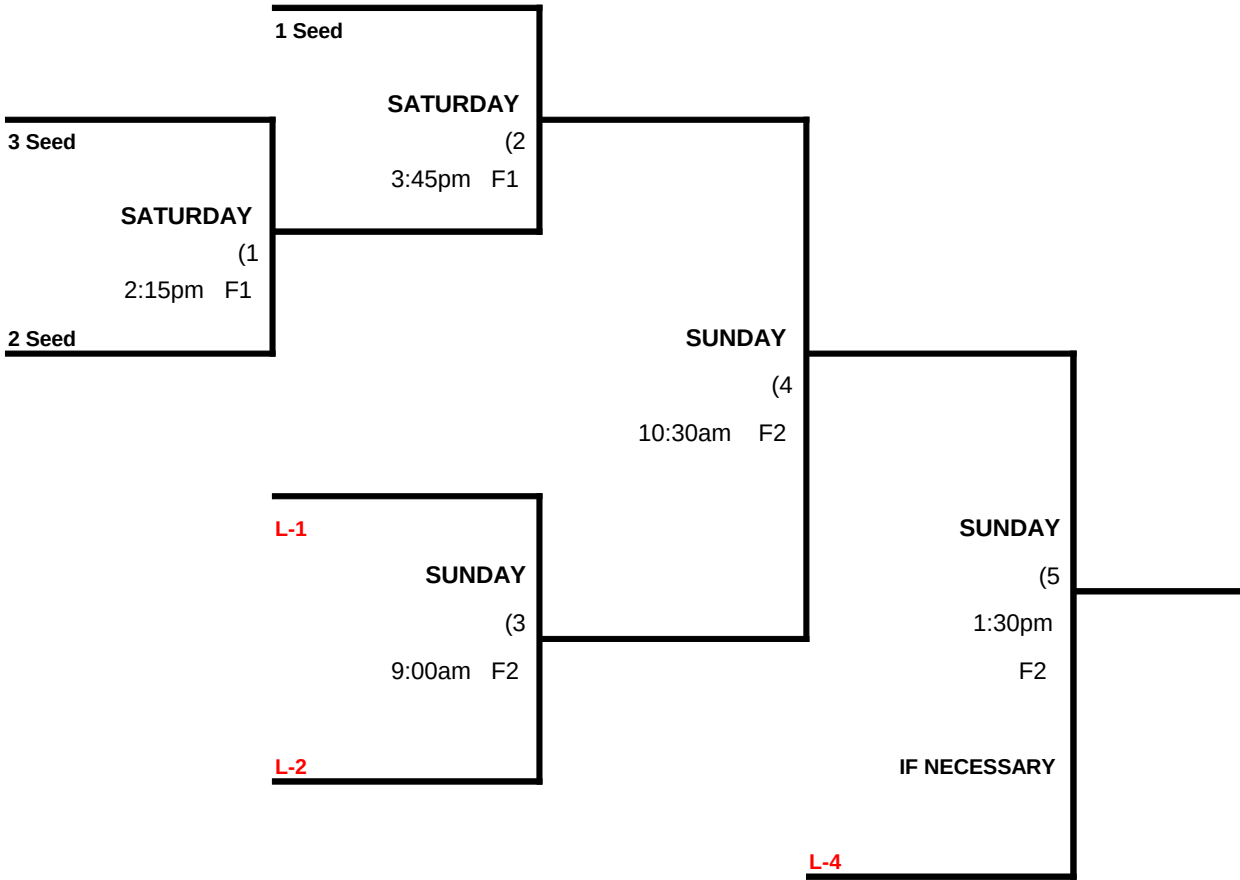 1 Seed
SATURDAY
(2
3:45pm F1
3 Seed
SATURDAY
(1
2:15pm F1
2 Seed
SUNDAY
(4
10:30am F2
L-1
SUNDAY
(3
9:00am F2
L-2
SUNDAY
(5
1:30pm
F2
IF NECESSARY
L-4